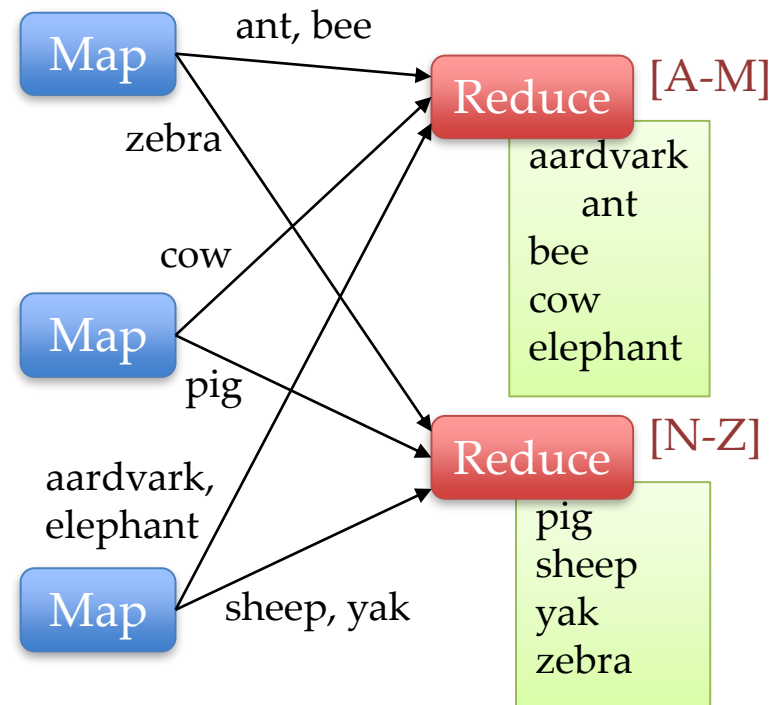 Map
ant, bee
Reduce
[A-M]
zebra
aardvark
ant
bee
cow
elephant
cow
Map
pig
Reduce
[N-Z]
aardvark,
elephant
pig
sheep
yak
zebra
Map
sheep, yak